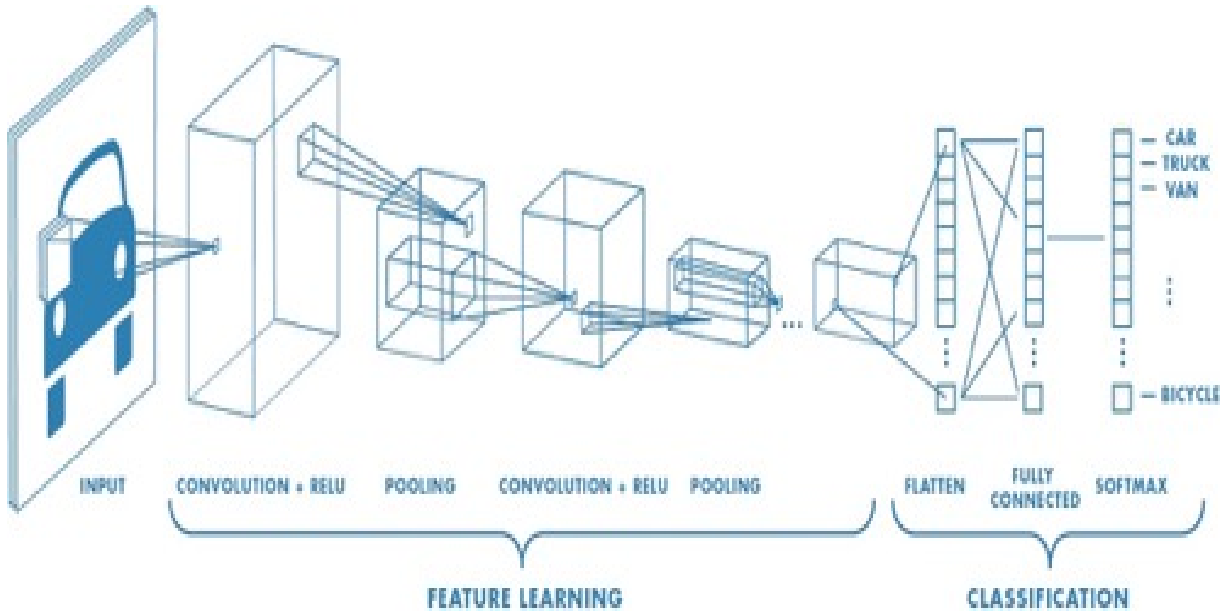 CAR
TRUCK
VAN
BICYCLE
INPUT
CONVOLUTION + RELU
POOLING
CONVOLUTION + RELU
POOLING
FLATTEN
FULLY
CONNECTED
SOFTMAX
FEATURE LEARNING
CLASSIFICATION